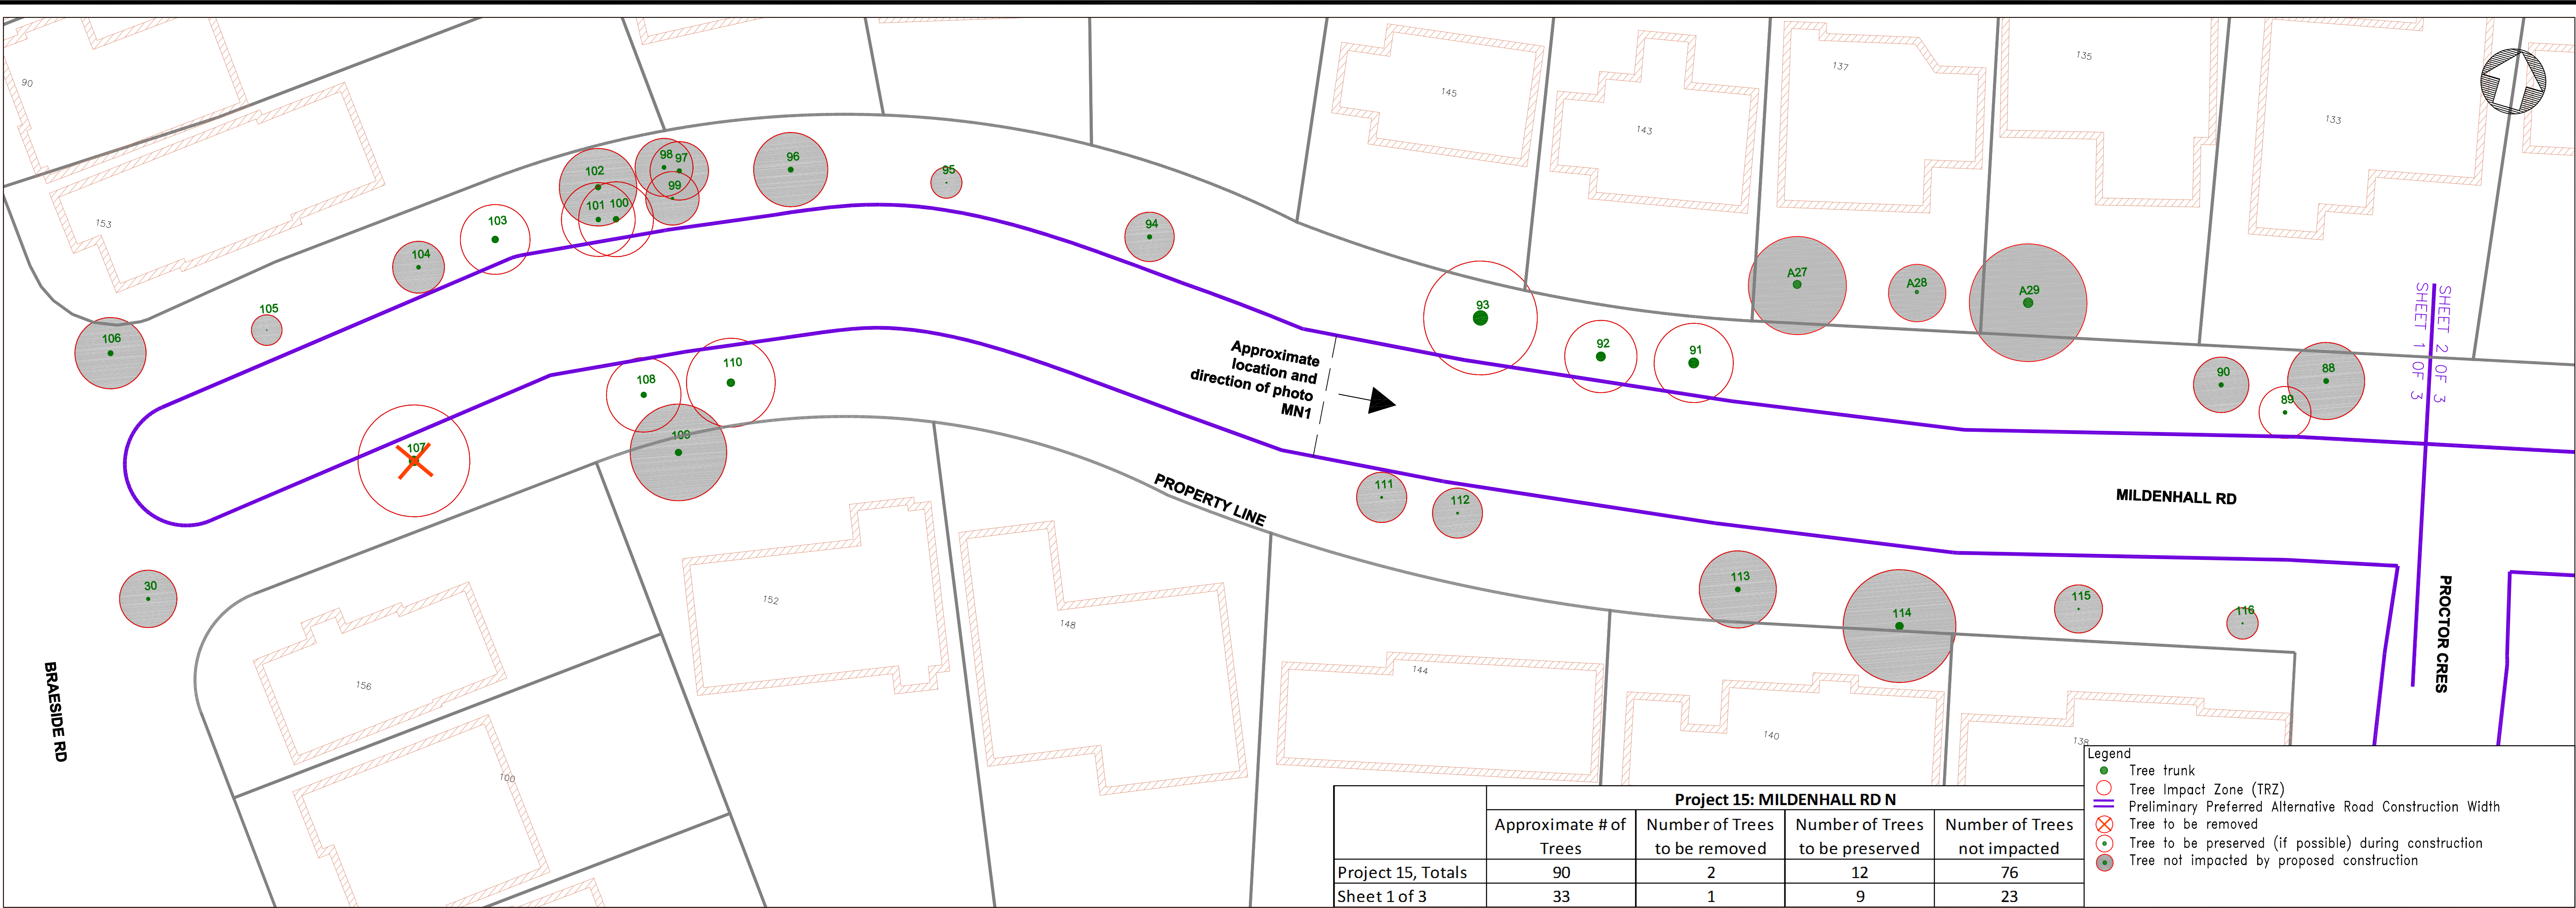 90
153
145
143
137
135
133
106
105
104
103
102
101
100
98
97
99
96
95
94
93
92
91
A27
A28
A29
90
89
88
SHEET 2 OF 3
SHEET 1 OF 3
107
108
110
109
30
Approximate
location and
direction of photo
MN1
PROPERTY LINE
111
112
113
114
115
116
MILDENHALL RD
PROCTOR CRES
BRAESIDE RD
156
100
152
148
144
140
138
Project 15: MILDENHALL RD N
Approximate # of Trees Number of Trees to be removed Number of Trees to be preserved Number of Trees not impacted
Project 15, Totals 90 2 12 76
Sheet 1 of 3 33 1 9 23
Legend
Tree trunk
Tree Impact Zone (TRZ)
Preliminary Preferred Alternative Road Construction Width
Tree to be removed
Tree to be preserved (if possible) during construction
Tree not impacted by proposed construction